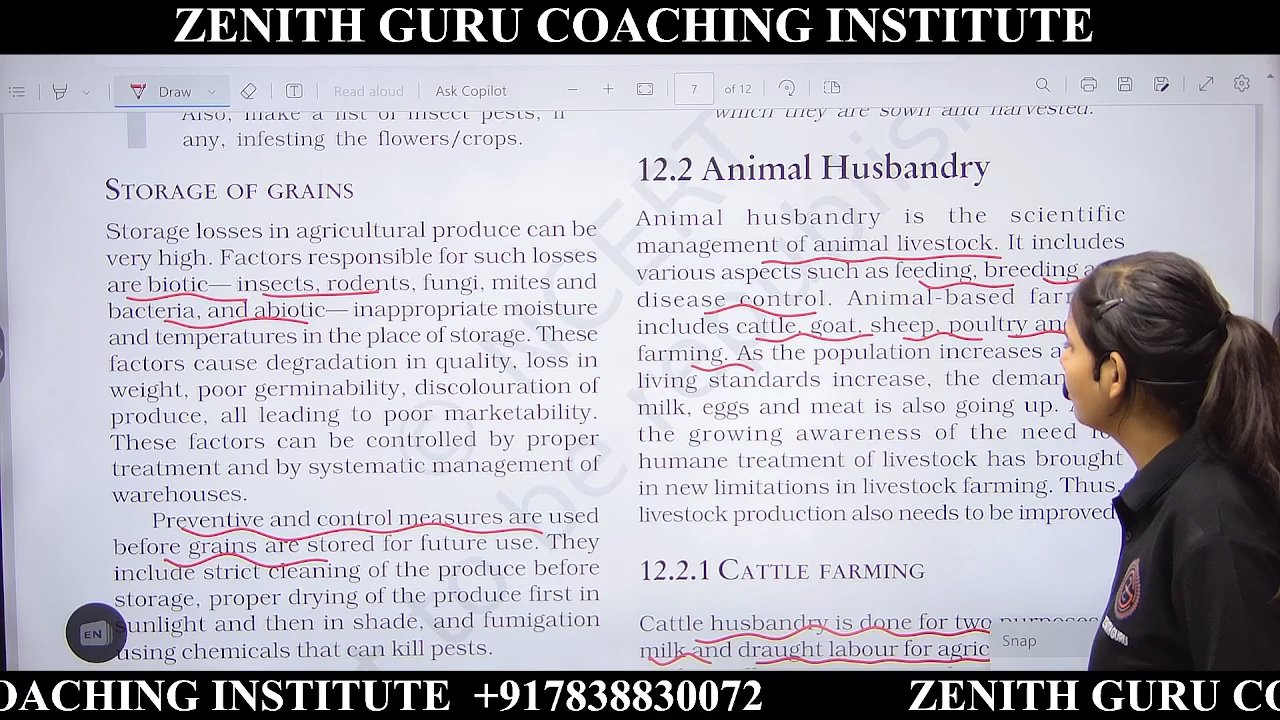 ZENITH GURU COACHING INSTITUTE
Draw
Read aloud
Ask Copilot
7
of 12
Also, make a list of insect pests, if
any, infesting the flowers/crops.
STORAGE OF GRAINS
Storage losses in agricultural produce can be
very high. Factors responsible for such losses
are biotic— insects, rodents, fungi, mites and
bacteria, and abiotic— inappropriate moisture
and temperatures in the place of storage. These
factors cause degradation in quality, loss in
weight, poor germinability, discolouration of
produce, all leading to poor marketability.
These factors can be controlled by proper
treatment and by systematic management of
warehouses.
Preventive and control measures are used
before grains are stored for future use. They
include strict cleaning of the produce before
storage, proper drying of the produce first in
sunlight and then in shade, and fumigation
using chemicals that can kill pests.
which they are sown and harvested.
12.2 Animal Husbandry
Animal husbandry is the scientific
management of animal livestock. It includes
various aspects such as feeding, breeding
disease control. Animal-based
includes cattle, goat, sheep, poultry
farming. As the population increases
living standards increase, the
milk, eggs and meat is also going up.
the growing awareness of the need
humane treatment of livestock has brought
in new limitations in livestock farming. Thus,
livestock production also needs to be improved
12.2.1 CATTLE FARMING
Cattle husbandry is done for two purposes
milk and draught labour for
Snap
EN
© NCERT
to be republis
OACHING INSTITUTE +917838830072
ZENITH GURU CO